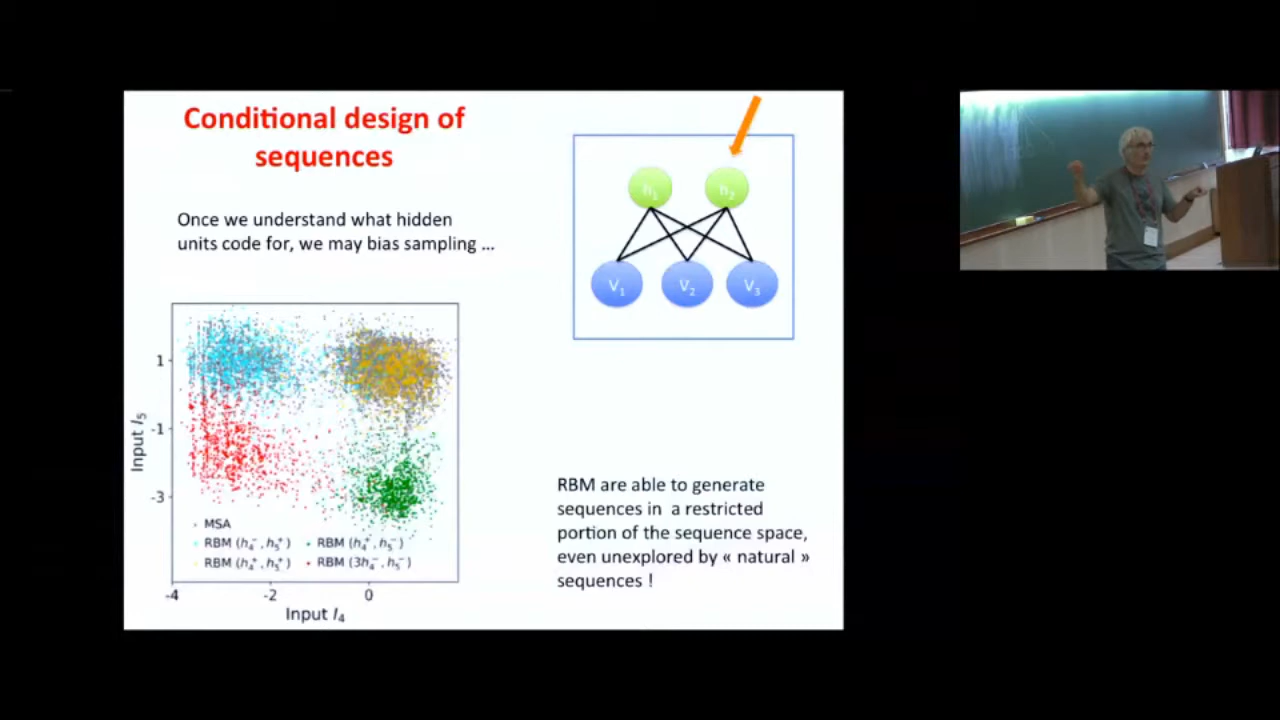 Conditional design of
sequences
Once we understand what hidden
units code for, we may bias sampling ...
h1
h2
V1
V2
V3
1
-1
-3
Input I5
MSA
RBM (h4-, h5+)
RBM (h4+, h5-)
RBM (h4+, h5+)
RBM (3h4-, h5-)
-4
-2
0
Input I4
RBM are able to generate
sequences in a restricted
portion of the sequence space,
even unexplored by « natural »
sequences !